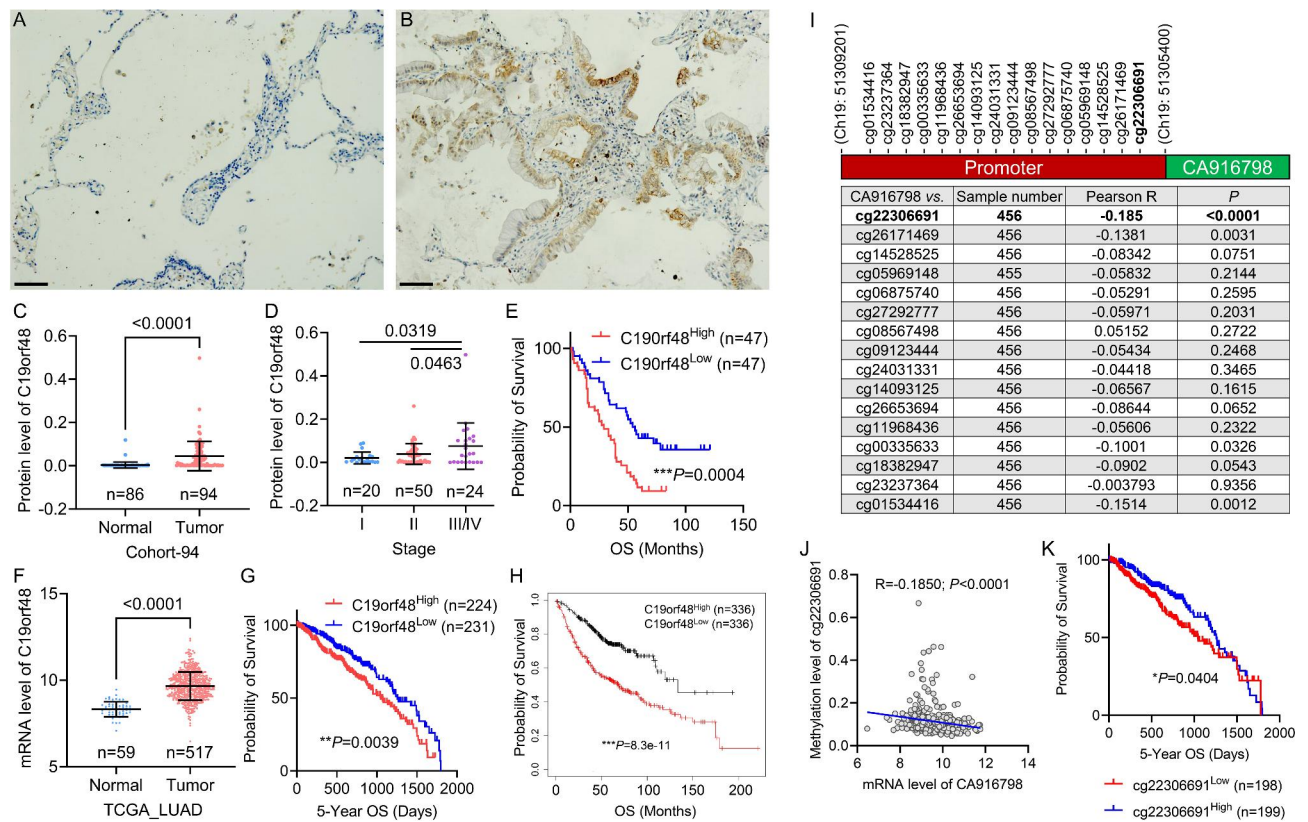 A
B
C
Protein level of C19orf48
0.6
0.4
0.2
0.0
-0.2
<0.0001
n=86
n=94
Normal
Tumor
Cohort-94
D
Protein level of C19orf48
0.6
0.4
0.2
0.0
-0.2
0.0319
0.0463
n=20
n=50
n=24
I
II
III/IV
Stage
E
Probability of Survival
100
50
0
C190rf48High (n=47)
C190rf48Low (n=47)
***P=0.0004
0
50
100
150
OS (Months)
F
mRNA level of C19orf48
15
10
5
<0.0001
n=59
n=517
Normal
Tumor
TCGA_LUAD
G
Probability of Survival
100
50
0
C19orf48High (n=224)
C19orf48Low (n=231)
**P=0.0039
0
500
1000
1500
2000
5-Year OS (Days)
H
Probability of Survival
1.0
0.8
0.6
0.4
0.2
0.0
C19orf48High (n=336)
C19orf48Low (n=336)
***P=8.3e-11
0
50
100
150
200
OS (Months)
I
(Ch19: 51309201)
cg01534416
cg23237364
cg18382947
cg00335633
cg11968436
cg26653694
cg14093125
cg24031331
cg09123444
cg08567498
cg27292777
cg06875740
cg05969148
cg14528525
cg26171469
cg22306691
(Ch19: 51305400)
Promoter CA916798
CA916798 vs. Sample number Pearson R P
cg22306691 456 -0.185 <0.0001
cg26171469 456 -0.1381 0.0031
cg14528525 456 -0.08342 0.0751
cg05969148 455 -0.05832 0.2144
cg06875740 456 -0.05291 0.2595
cg27292777 456 -0.05971 0.2031
cg08567498 456 0.05152 0.2722
cg09123444 456 -0.05434 0.2468
cg24031331 456 -0.04418 0.3465
cg14093125 456 -0.06567 0.1615
cg26653694 456 -0.08644 0.0652
cg11968436 456 -0.05606 0.2322
cg00335633 456 -0.1001 0.0326
cg18382947 456 -0.0902 0.0543
cg23237364 456 -0.003793 0.9356
cg01534416 456 -0.1514 0.0012
J
Methylation level of cg22306691
0.8
0.6
0.4
0.2
0.0
R=-0.1850; P<0.0001
6
8
10
12
14
mRNA level of CA916798
K
Probability of Survival
100
50
0
*P=0.0404
0
500
1000
1500
2000
5-Year OS (Days)
cg22306691Low (n=198)
cg22306691High (n=199)